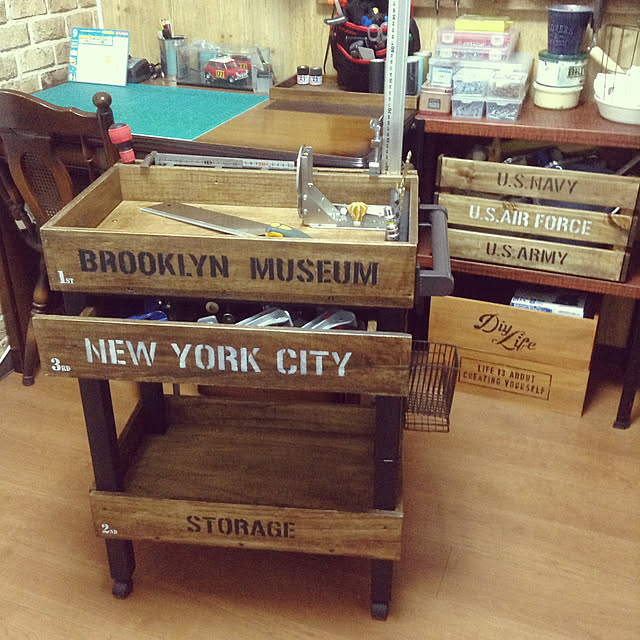 U.S.NAVY
U.S.AIR FORCE
U.S.ARMY
BROOKLYN MUSEUM
1ST
NEW YORK CITY
3RD
Diy Life
LIFE IS ABOUT
CREATING YOURSELF
STORAGE
2ND